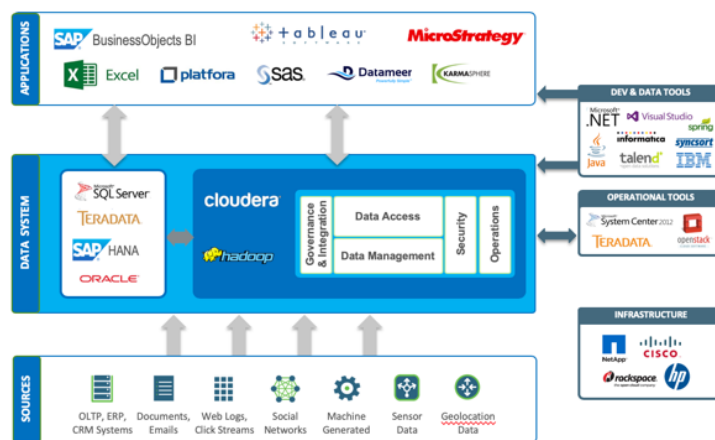 APPLICATIONS
SAP BusinessObjects BI
+ a b l e a u
SOFTWARE
MicroStrategy
Excel
platfora
sas
Datameer
KARMASPHERE
DEV & DATA TOOLS
Microsoft
.NET
Visual Studio
spring
Java
informatica
syncsort
talend
IBM
DATA SYSTEM
Microsoft
SQL Server
TERADATA
SAP HANA
ORACLE
cloudera
hadoop
Governance
& Integration
Data Access
Data Management
Security
Operations
OPERATIONAL TOOLS
System Center 2012
TERADATA
openstack
INFRASTRUCTURE
NetApp
CISCO
rackspace
hp
SOURCES
OLTP, ERP,
CRM Systems
Documents,
Emails
Web Logs,
Click Streams
Social
Networks
Machine
Generated
Sensor
Data
Geolocation
Data